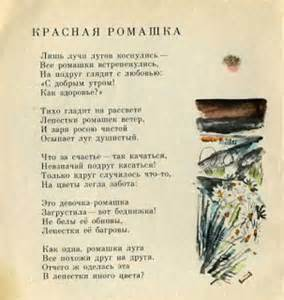 КРАСНАЯ РОМАШКА
Лишь лучи лугов коснулись —
Все ромашки встрепенулись,
На подруг глядят с любовью:
«С добрым утром!
Как здоровье?»
Тихо гладит на рассвете
Лепестки ромашек ветер,
И заря росою чистой
Осыпает луг душистый.
Что за счастье — так качаться,
Невзначай подруг касаться!
Только вдруг случилось что-то,
На цветы легла забота:
Это девочка-ромашка
Загрустила — вот бедняжка!
Не белы её обновы,
Лепестки её багровы.
Как одна, ромашки луга
Все похожи друг на друга.
Отчего ж оделась эта
В лепестки иного цвета?